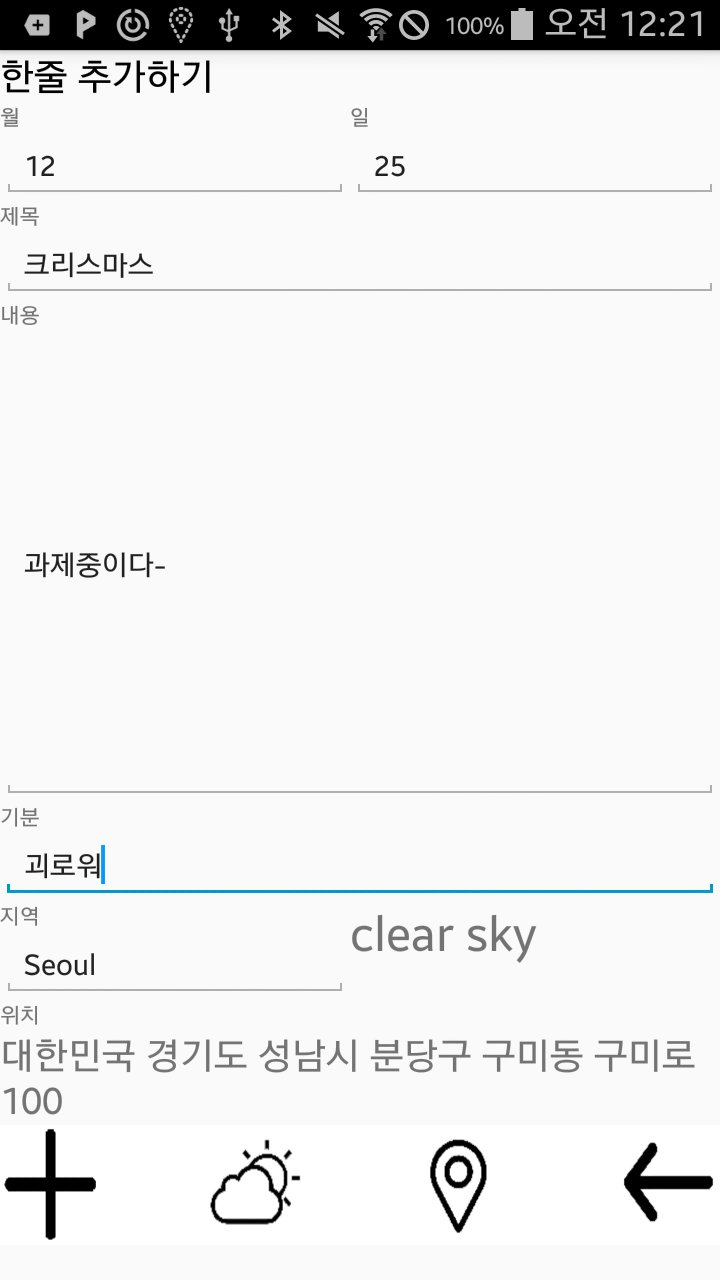 100% 오전 12:21
한줄 추가하기
월 일
12 25
제목
크리스마스
내용
과제중이다-
기분
괴로워
지역
clear sky
Seoul
위치
대한민국 경기도 성남시 분당구 구미동 구미로
100